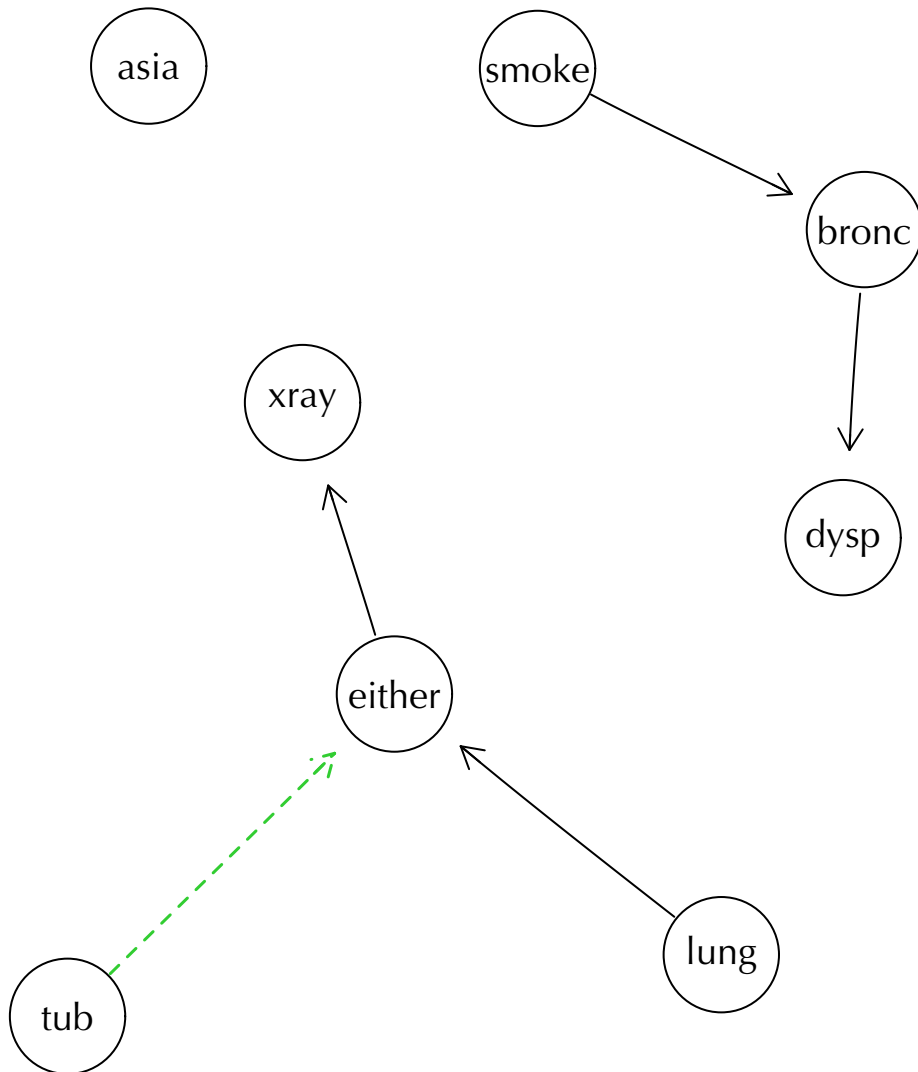 asia
smoke
bronc
xray
dysp
either
lung
tub